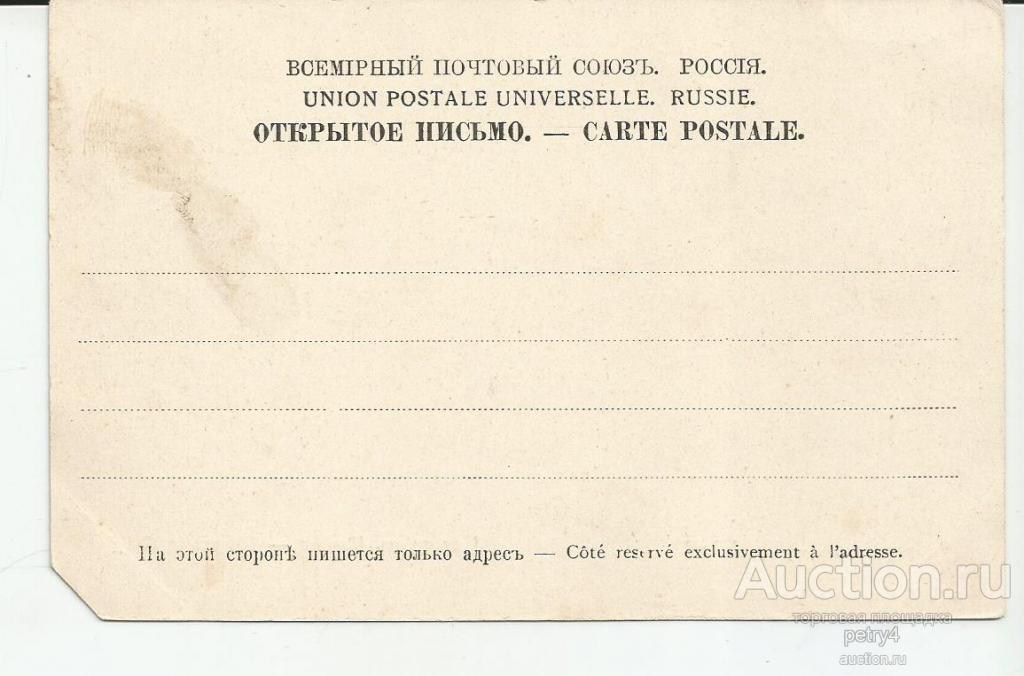 ВСЕМІРНЫЙ ПОЧТОВЫЙ СОЮЗЪ. РОССІЯ.
UNION POSTALE UNIVERSELLE. RUSSIE.
ОТКРЫТОЕ ПИСЬМО. — CARTE POSTALE.
На этой сторонѣ пишется только адресъ — Côté reservé exclusivement à l'adresse.
Auction.ru
торговая площадка
petry4
auction.ru